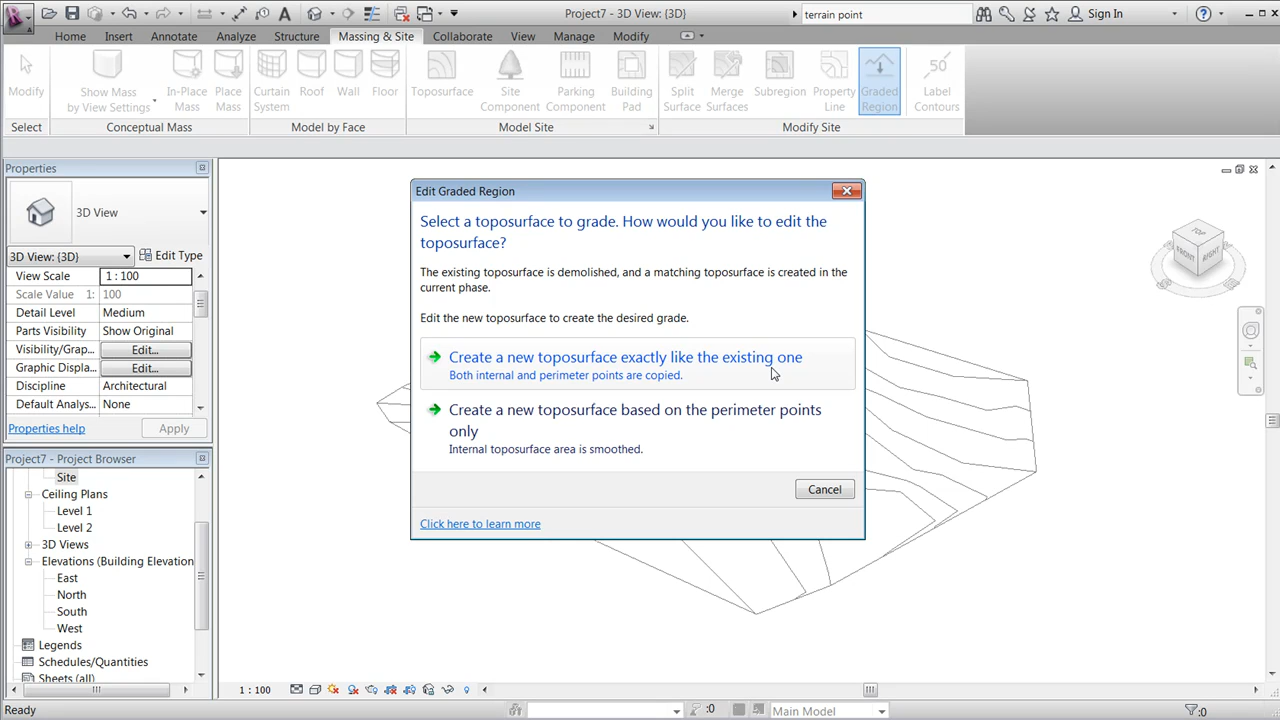 Project7 - 3D View: {3D}
terrain point
Sign In
Home Insert Annotate Analyze Structure Massing & Site Collaborate View Manage Modify
Modify
Show Mass
by View Settings
In-Place
Mass
Place
Mass
Curtain
System
Roof
Wall
Floor
Toposurface
Site
Component
Parking
Component
Building
Pad
Split
Surface
Merge
Surfaces
Subregion
Property
Line
Graded
Region
50
Label
Contours
Select
Conceptual Mass
Model by Face
Model Site
Modify Site
Properties
3D View
3D View: {3D}
Edit Type
View Scale 1 : 100
Scale Value 1: 100
Detail Level Medium
Parts Visibility Show Original
Visibility/Grap... Edit...
Graphic Displa... Edit...
Discipline Architectural
Default Analys... None
Properties help
Apply
Project7 - Project Browser
Site
Ceiling Plans
Level 1
Level 2
3D Views
Elevations (Building Elevation
East
North
South
West
Legends
Schedules/Quantities
Sheets (all)
Edit Graded Region
Select a toposurface to grade. How would you like to edit the
toposurface?
The existing toposurface is demolished, and a matching toposurface is created in the
current phase.
Edit the new toposurface to create the desired grade.
Create a new toposurface exactly like the existing one
Both internal and perimeter points are copied.
Create a new toposurface based on the perimeter points
only
Internal toposurface area is smoothed.
Cancel
Click here to learn more
TOP
FRONT
RIGHT
1 : 100
Ready
:0
Main Model
:0